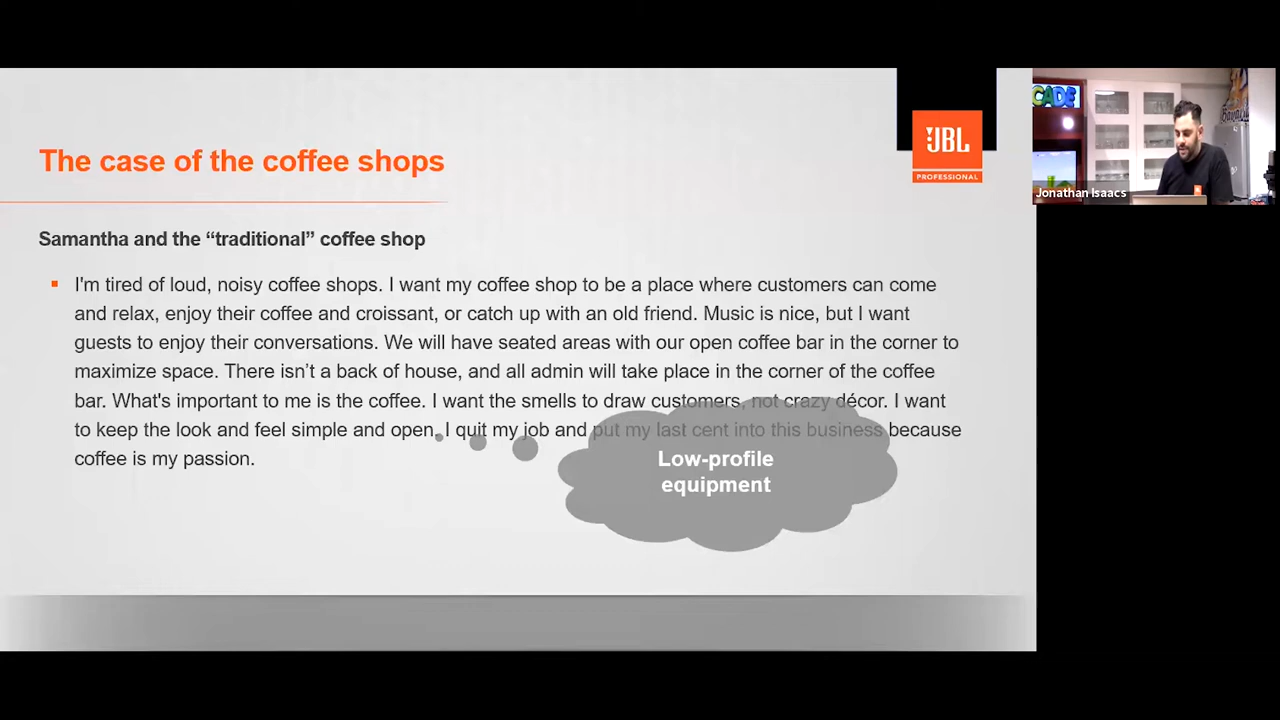 The case of the coffee shops
JBL
PROFESSIONAL
CADE
Jonathan Isaacs
Samantha and the “traditional” coffee shop
I'm tired of loud, noisy coffee shops. I want my coffee shop to be a place where customers can come
and relax, enjoy their coffee and croissant, or catch up with an old friend. Music is nice, but I want
guests to enjoy their conversations. We will have seated areas with our open coffee bar in the corner to
maximize space. There isn’t a back of house, and all admin will take place in the corner of the coffee
bar. What's important to me is the coffee. I want the smells to draw customers, not crazy décor. I want
to keep the look and feel simple and open. I quit my job and put my last cent into this business because
coffee is my passion.
Low-profile
equipment